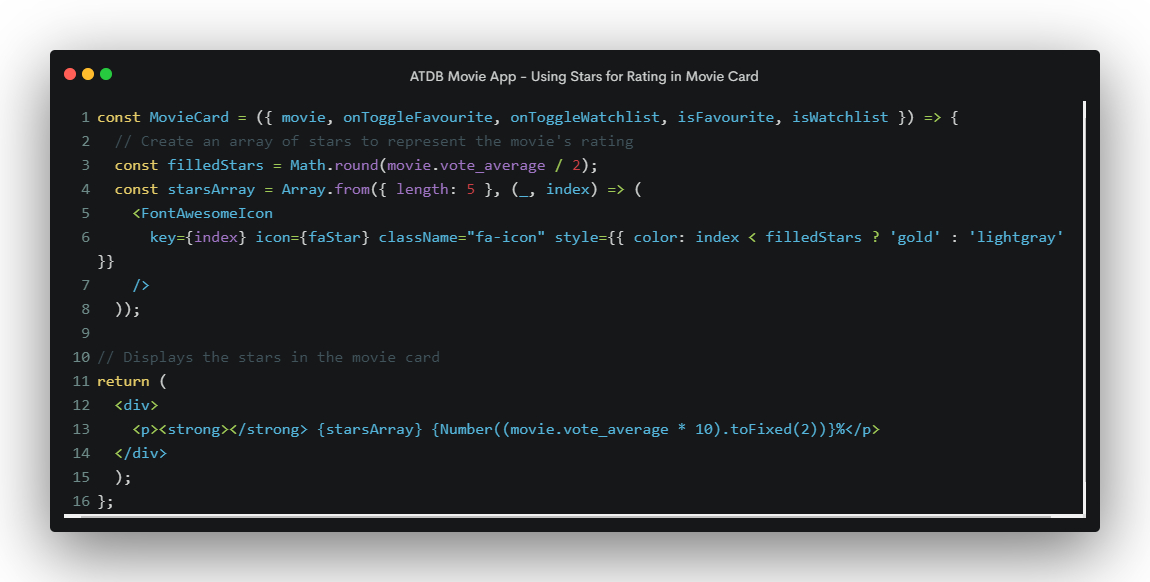 ATDB Movie App - Using Stars for Rating in Movie Card
1 const MovieCard = ({ movie, onToggleFavourite, onToggleWatchlist, isFavourite, isWatchlist }) => {
2   // Create an array of stars to represent the movie's rating
3   const filledStars = Math.round(movie.vote_average / 2);
4   const starsArray = Array.from({ length: 5 }, (_, index) => (
5     <FontAwesomeIcon
6       key={index} icon={faStar} className="fa-icon" style={{ color: index < filledStars ? 'gold' : 'lightgray'
}}
7     />
8   ));
9
10 // Displays the stars in the movie card
11 return (
12   <div>
13     <p><strong></strong> {starsArray} {Number((movie.vote_average * 10).toFixed(2))}%</p>
14   </div>
15   );
16 };